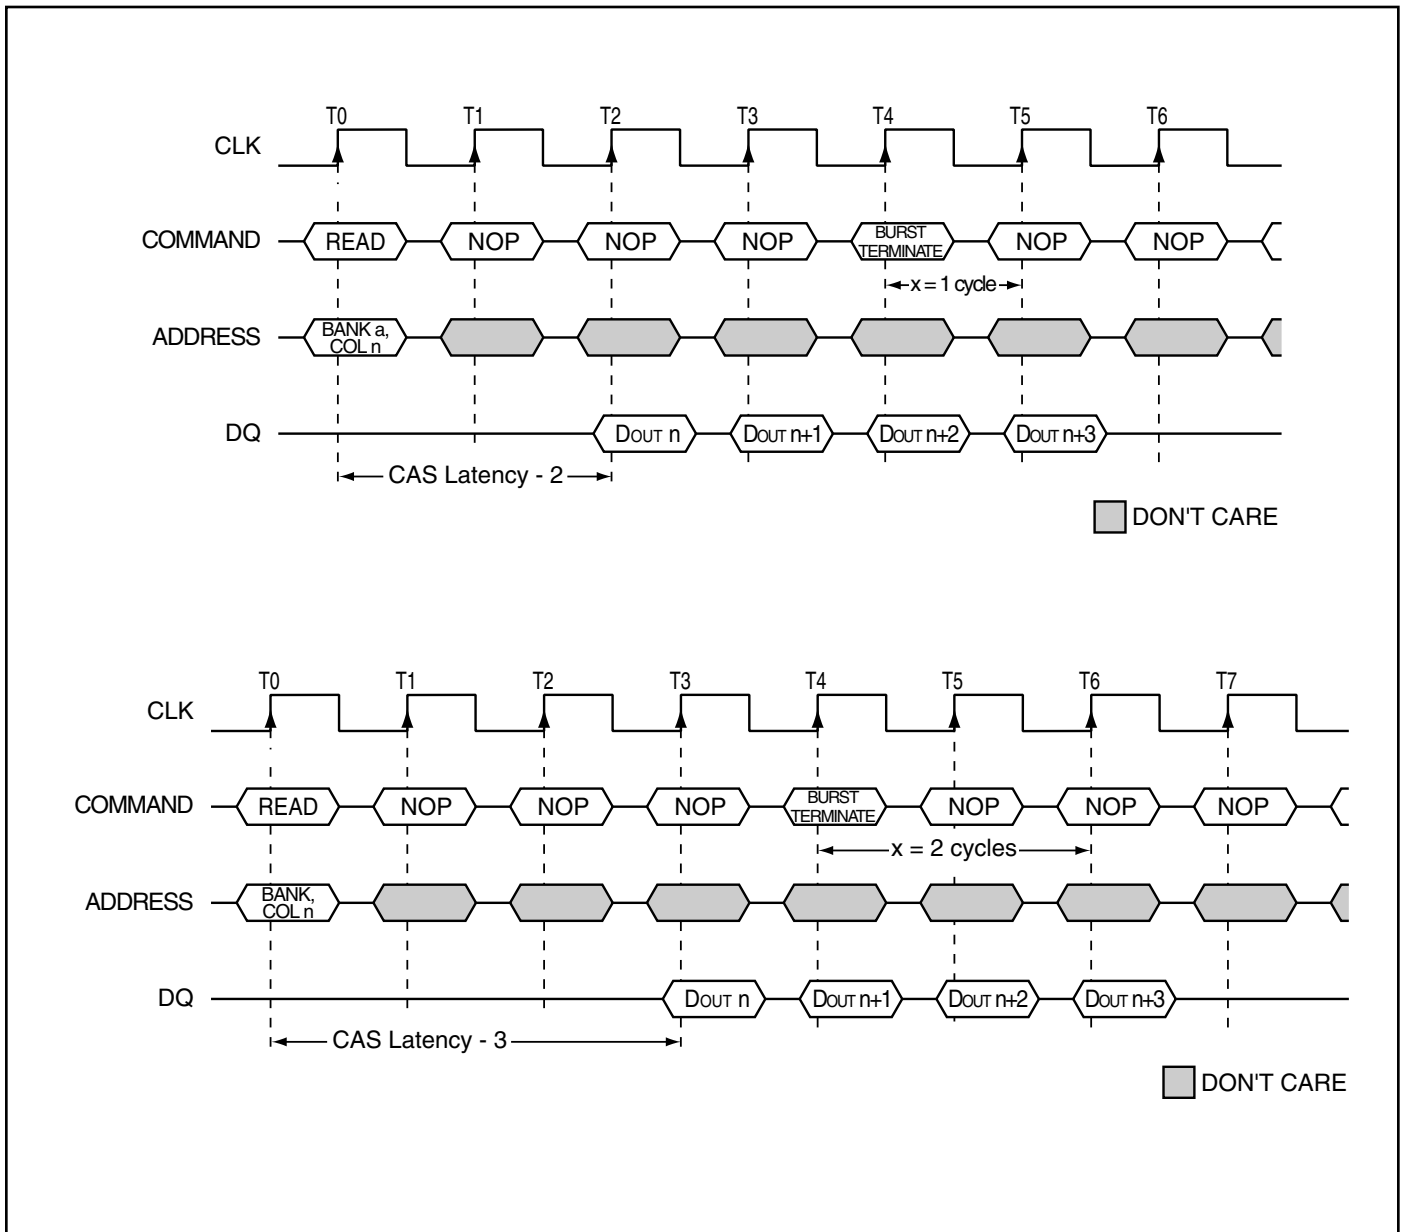 T0 T1 T2 T3 T4 T5 T6
CLK
COMMAND READ NOP NOP NOP BURST TERMINATE NOP NOP
x = 1 cycle
ADDRESS BANK a, COL n
DQ DOUT n DOUT n+1 DOUT n+2 DOUT n+3
CAS Latency - 2
DON'T CARE
T0 T1 T2 T3 T4 T5 T6 T7
CLK
COMMAND READ NOP NOP NOP BURST TERMINATE NOP NOP NOP
x = 2 cycles
ADDRESS BANK, COL n
DQ DOUT n DOUT n+1 DOUT n+2 DOUT n+3
CAS Latency - 3
DON'T CARE